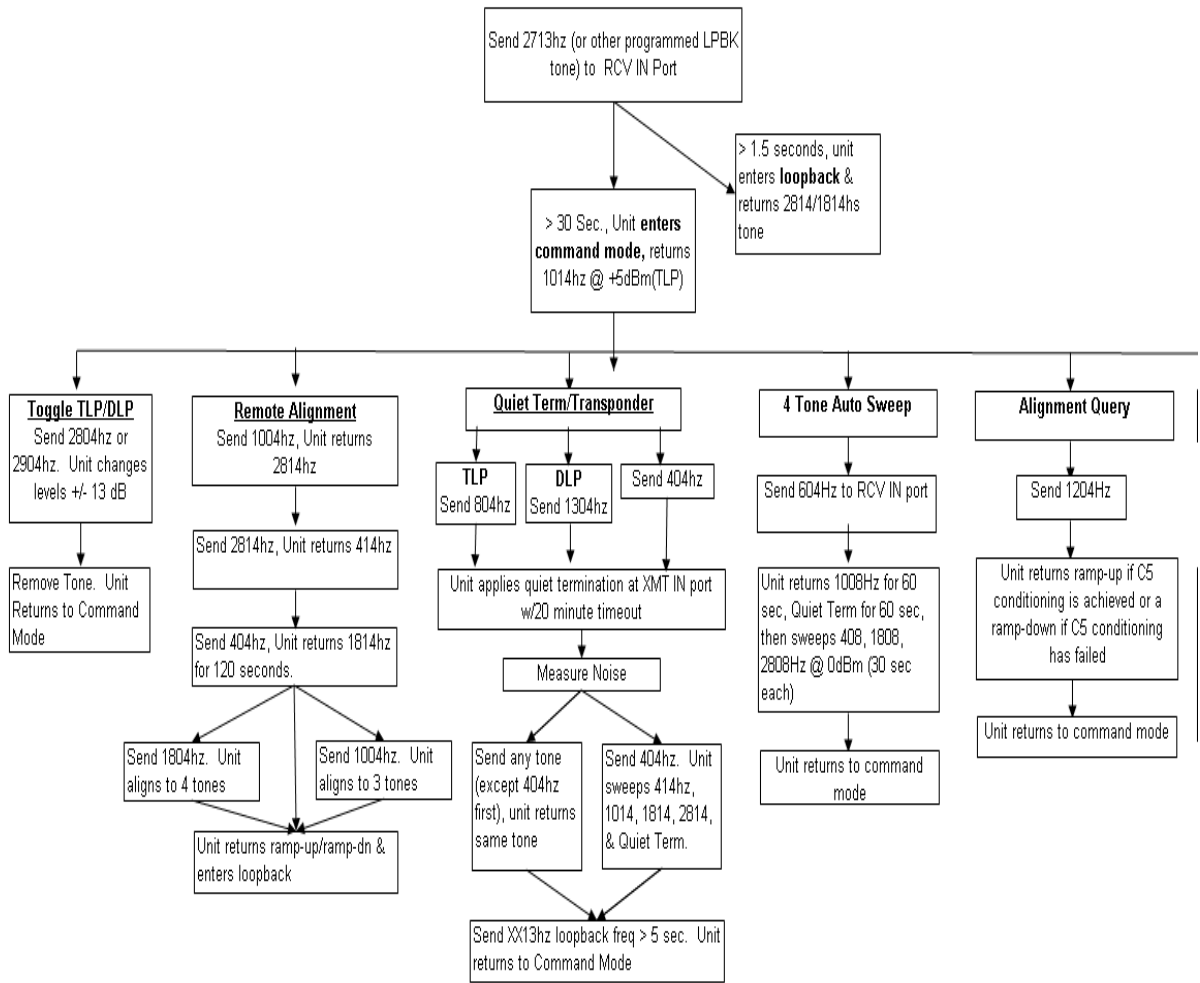 Send 2713hz (or other programmed LPBK
tone) to RCV IN Port
> 1.5 seconds, unit
enters loopback &
returns 2814/1814hs
tone
> 30 Sec., Unit enters
command mode, returns
1014hz @ +5dBm(TLP)
Toggle TLP/DLP
Send 2804hz or
2904hz. Unit changes
levels +/- 13 dB
Remove Tone. Unit
Returns to Command
Mode
Remote Alignment
Send 1004hz, Unit returns
2814hz
Send 2814hz, Unit returns 414hz
Send 404hz, Unit returns 1814hz
for 120 seconds.
Send 1804hz. Unit
aligns to 4 tones
Send 1004hz. Unit
aligns to 3 tones
Unit returns ramp-up/ramp-dn &
enters loopback
Quiet Term/Transponder
TLP
Send 804hz
DLP
Send 1304hz
Send 404hz
Unit applies quiet termination at XMT IN port
w/20 minute timeout
Measure Noise
Send any tone
(except 404hz
first), unit returns
same tone
Send 404hz. Unit
sweeps 414hz,
1014, 1814, 2814,
& Quiet Term.
Send XX13hz loopback freq > 5 sec. Unit
returns to Command Mode
4 Tone Auto Sweep
Send 604Hz to RCV IN port
Unit returns 1008Hz for 60
sec, Quiet Term for 60 sec,
then sweeps 408, 1808,
2808Hz @ 0dBm (30 sec
each)
Unit returns to command
mode
Alignment Query
Send 1204Hz
Unit returns ramp-up if C5
conditioning is achieved or a
ramp-down if C5 conditioning
has failed
Unit returns to command mode